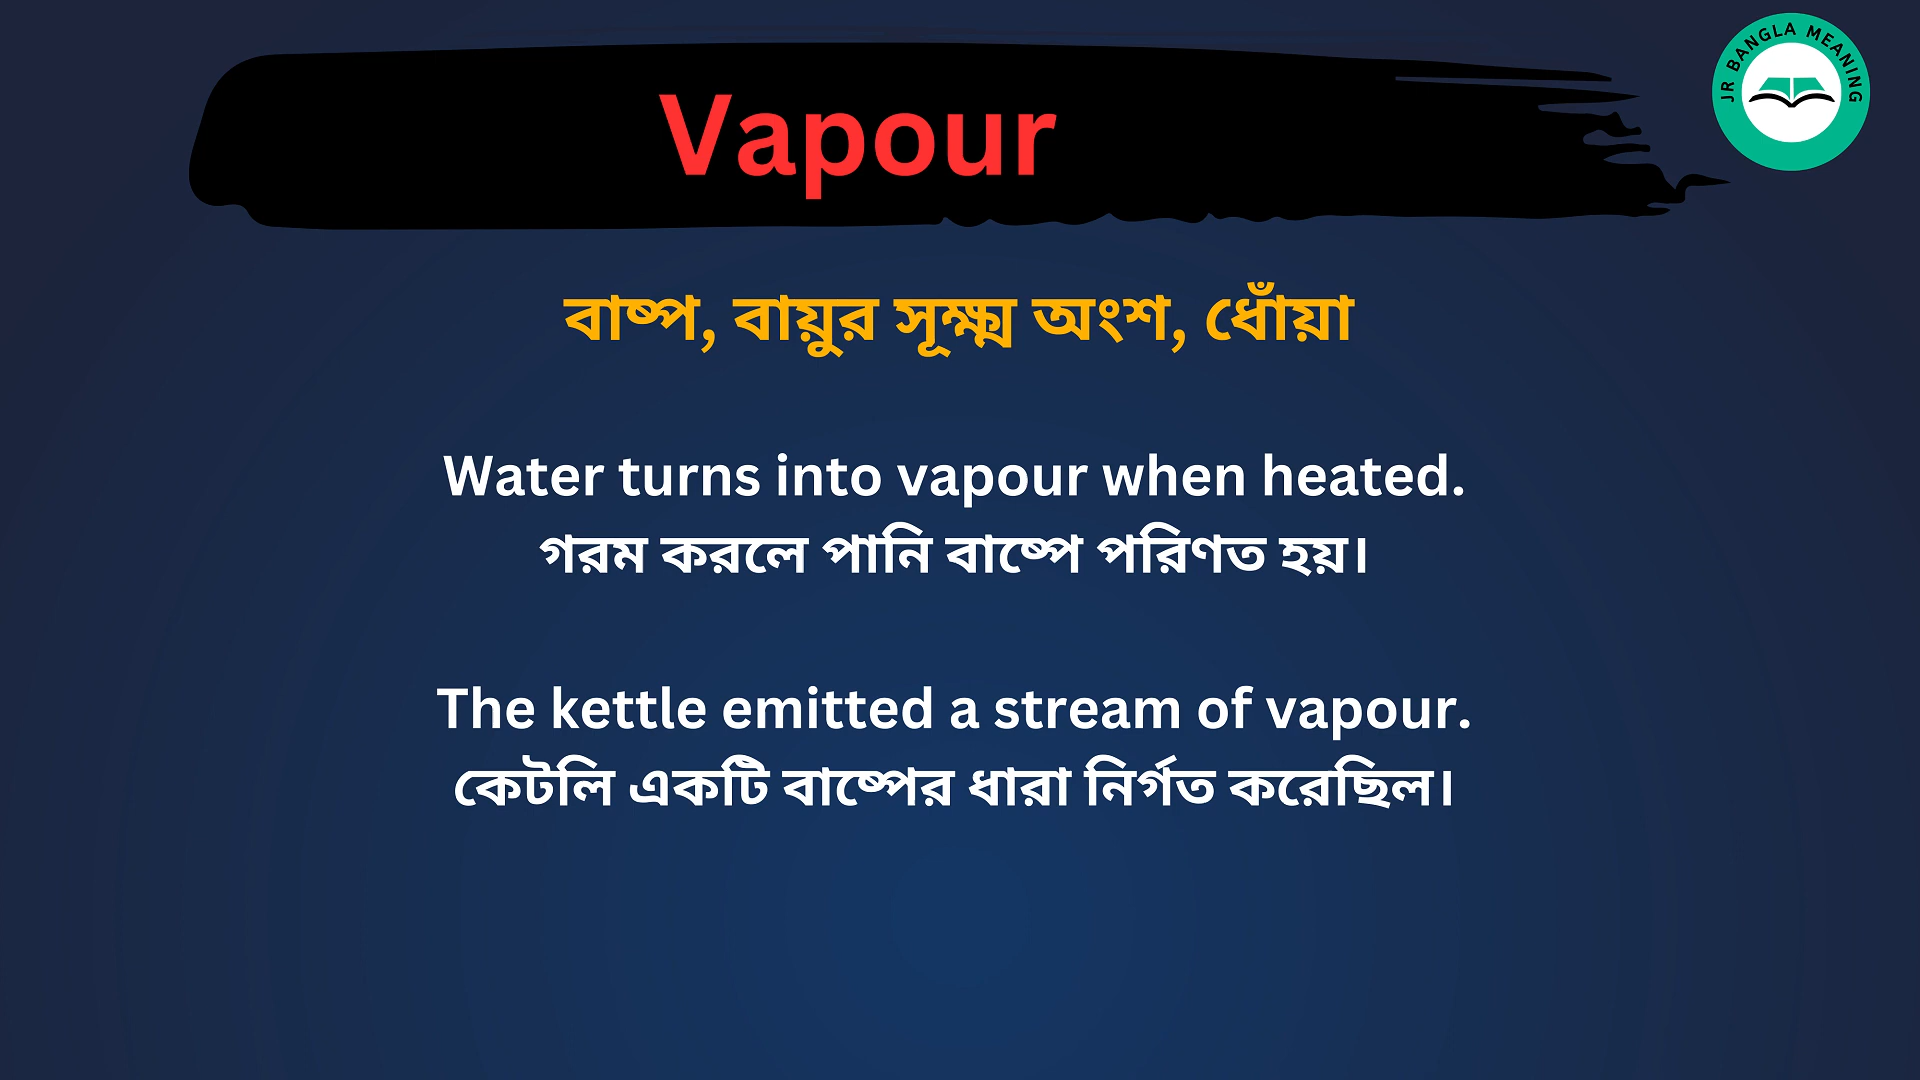 JR BANGLA MEANING
Vapour
বাষ্প, বায়ুর সূক্ষ্ম অংশ, ধোঁয়া
Water turns into vapour when heated.
গরম করলে পানি বাষ্পে পরিণত হয়।
The kettle emitted a stream of vapour.
কেটলি একটি বাষ্পের ধারা নির্গত করেছিল।